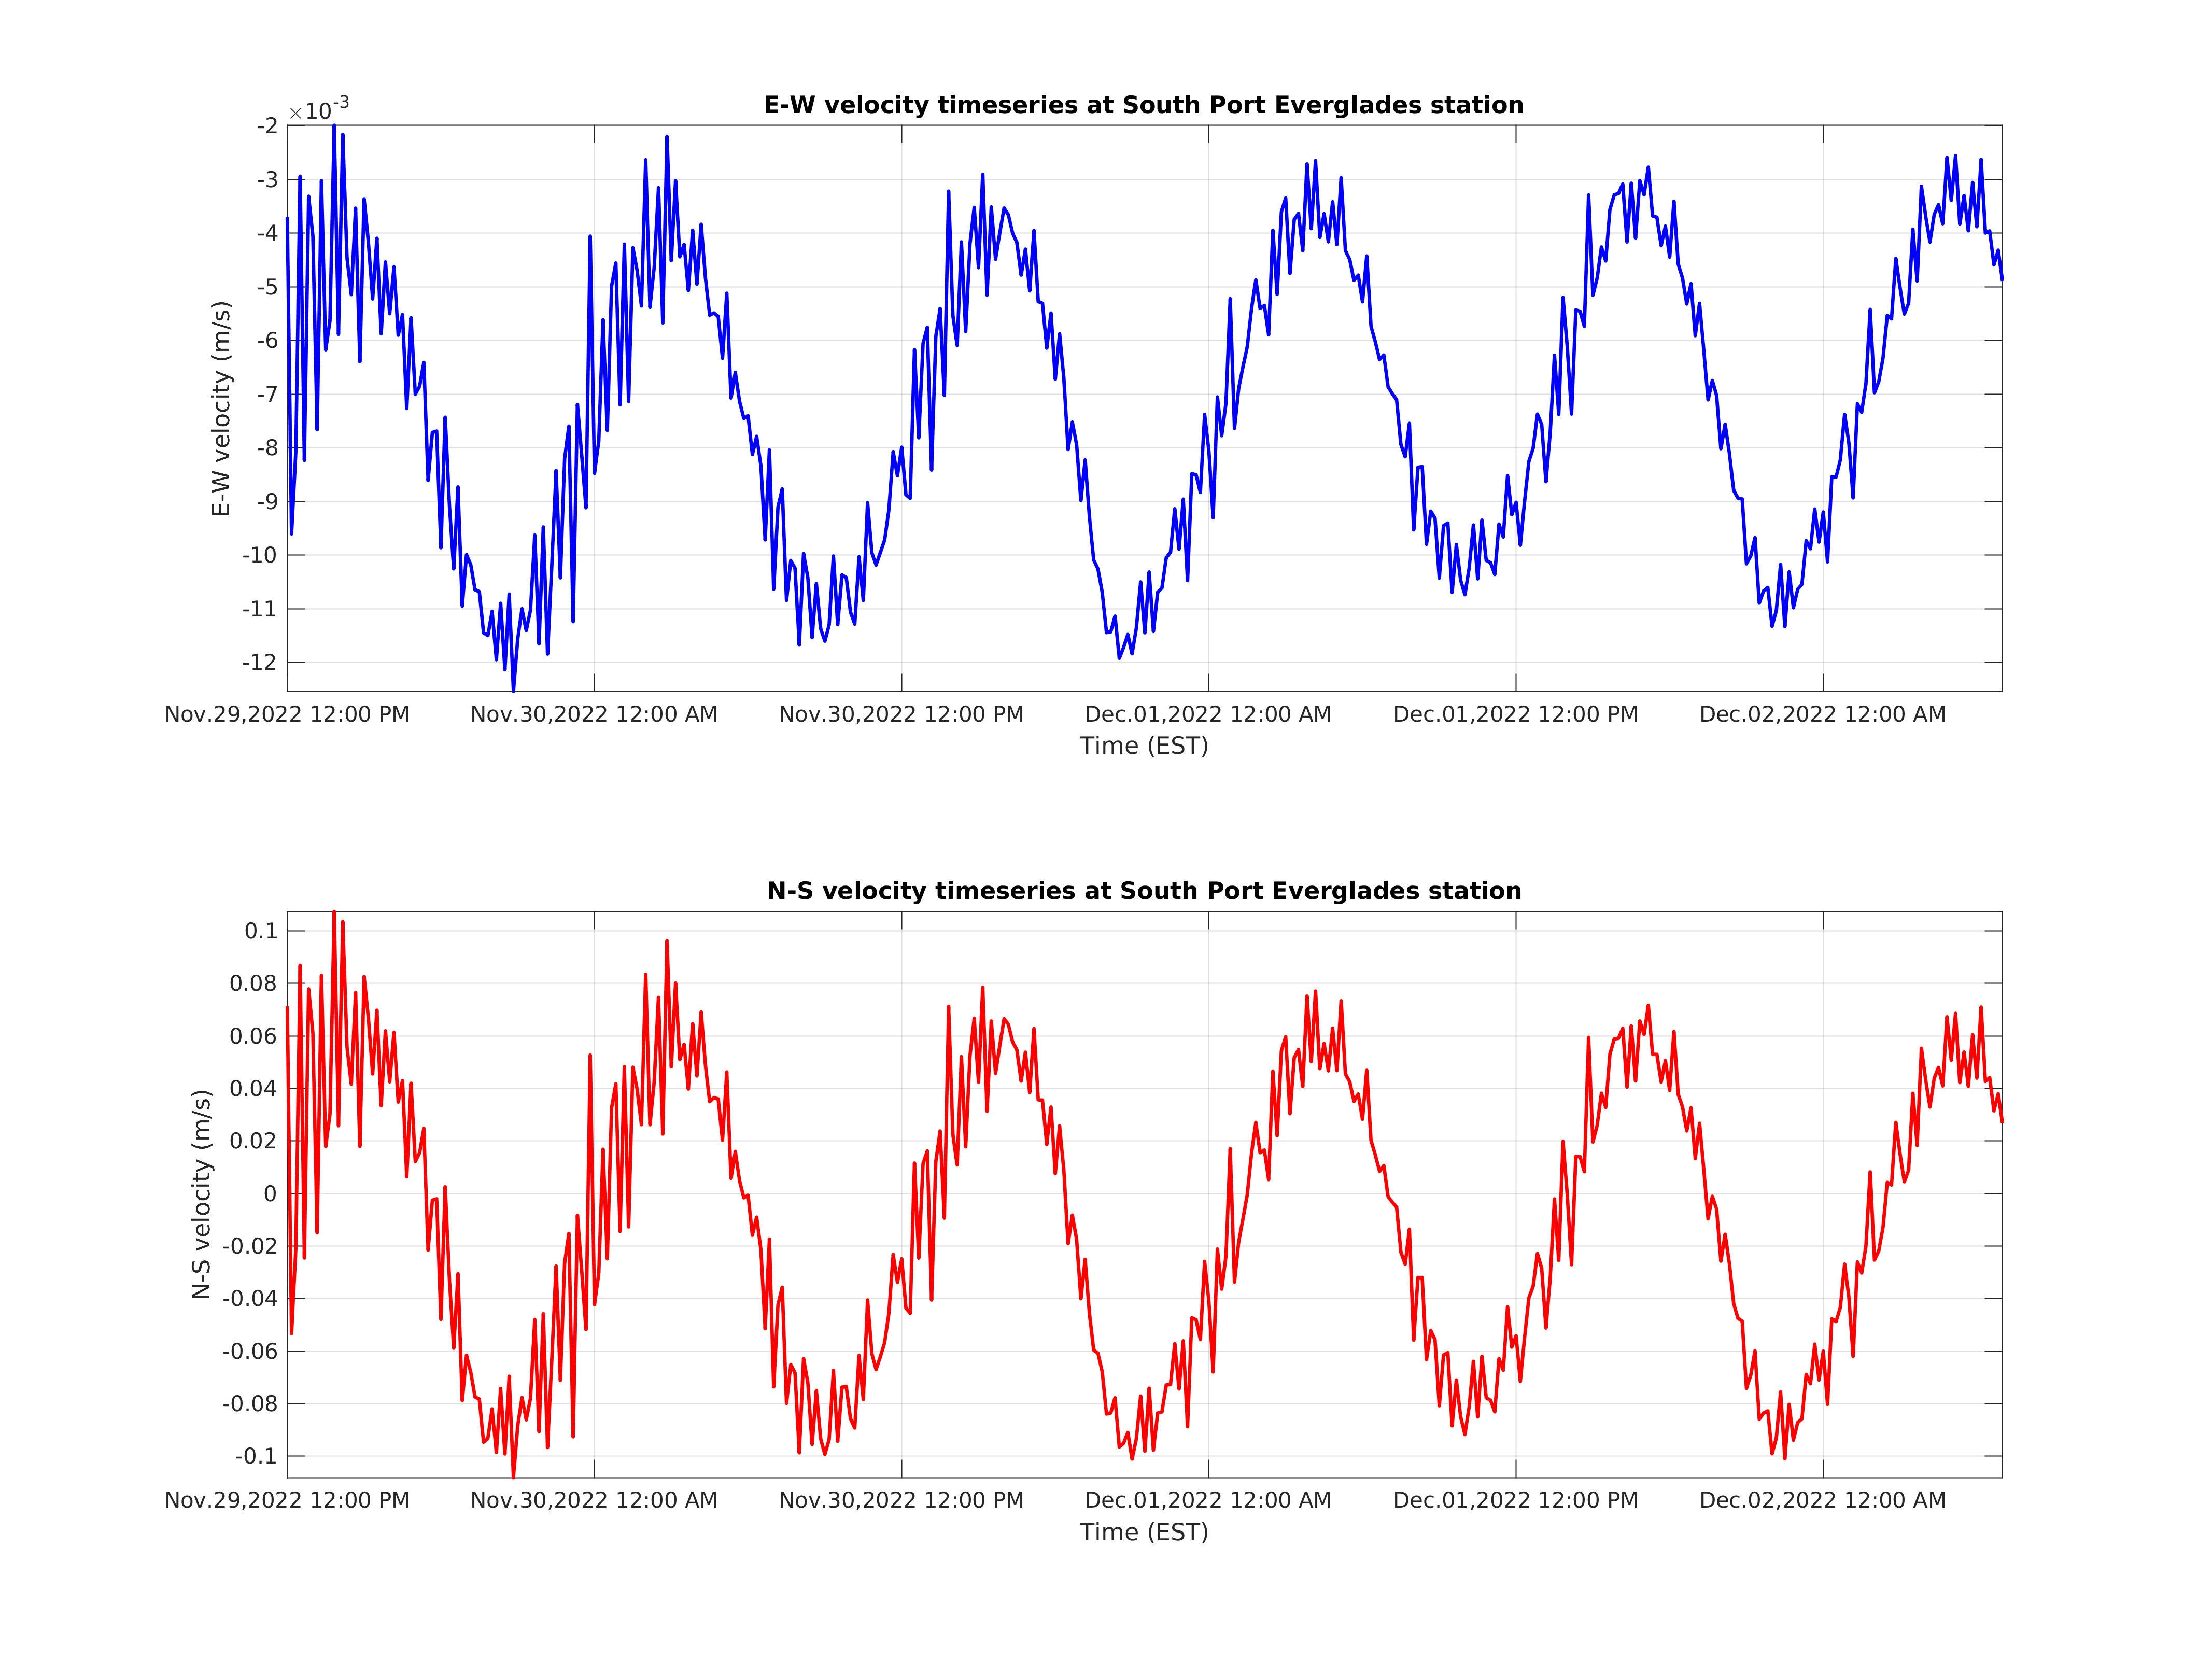 E-W velocity timeseries at South Port Everglades station
×10-3
-2
-3
-4
-5
-6
-7
-8
-9
-10
-11
-12
E-W velocity (m/s)
Nov.29,2022 12:00 PM Nov.30,2022 12:00 AM Nov.30,2022 12:00 PM Dec.01,2022 12:00 AM Dec.01,2022 12:00 PM Dec.02,2022 12:00 AM
Time (EST)
N-S velocity timeseries at South Port Everglades station
0.1
0.08
0.06
0.04
0.02
0
-0.02
-0.04
-0.06
-0.08
-0.1
N-S velocity (m/s)
Nov.29,2022 12:00 PM Nov.30,2022 12:00 AM Nov.30,2022 12:00 PM Dec.01,2022 12:00 AM Dec.01,2022 12:00 PM Dec.02,2022 12:00 AM
Time (EST)